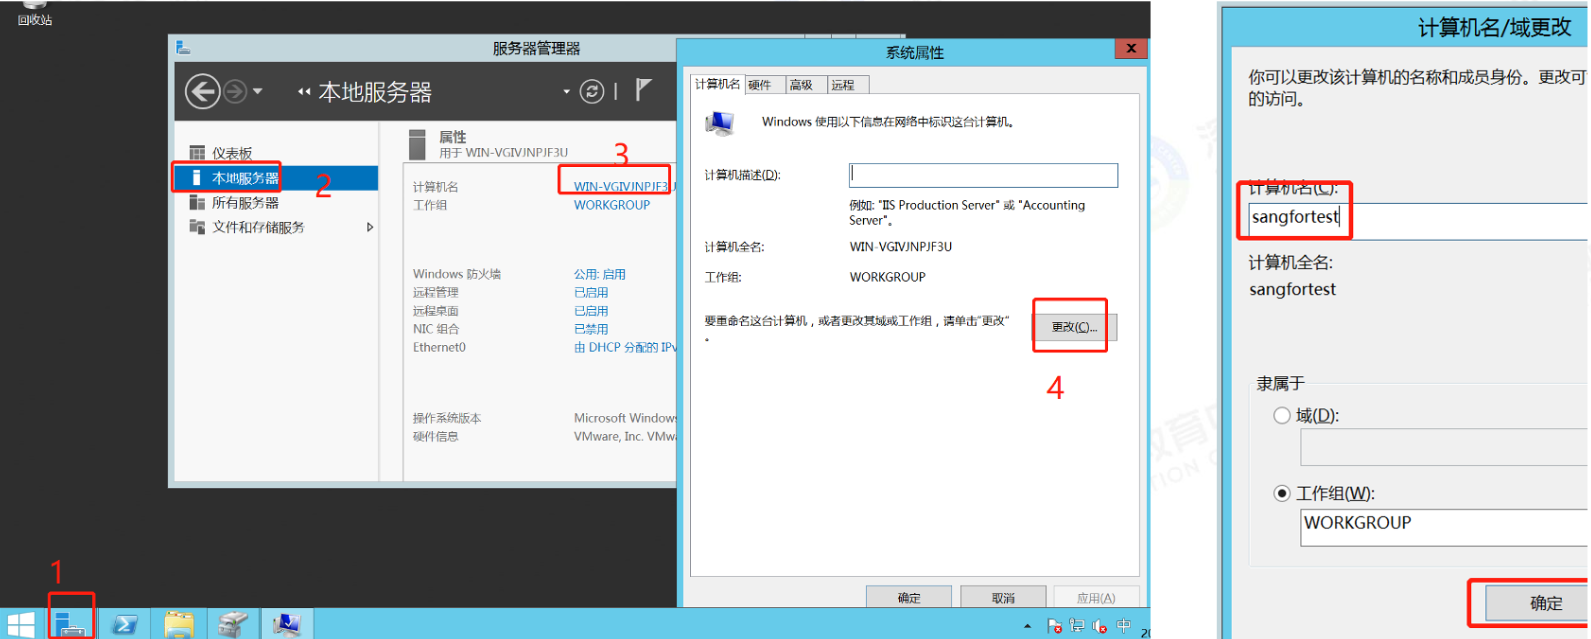 回收站
服务器管理器
本地服务器
仪表板
本地服务器
所有服务器
文件和存储服务
属性
用于 WIN-VGIVJNPJF3U
计算机名
WIN-VGIVJNPJF3U
工作组
WORKGROUP
Windows 防火墙
公用: 启用
远程管理
已启用
远程桌面
已启用
NIC 组合
已禁用
Ethernet0
由 DHCP 分配的 IPv
操作系统版本
Microsoft Windows
硬件信息
VMware, Inc. VMwa
1
2
3
系统属性
x
计算机名
硬件
高级
远程
Windows 使用以下信息在网络中标识这台计算机。
计算机描述(D):
例如: "IIS Production Server" 或 "Accounting
Server"。
计算机全名:
WIN-VGIVJNPJF3U
工作组:
WORKGROUP
要重命名这台计算机，或者更改其域或工作组，请单击"更改"
。
更改(C)...
4
确定
取消
应用(A)
中
20
计算机名/域更改
你可以更改该计算机的名称和成员身份。更改可
的访问。
计算机名(C):
sangfortest
计算机全名:
sangfortest
隶属于
域(D):
工作组(W):
WORKGROUP
确定